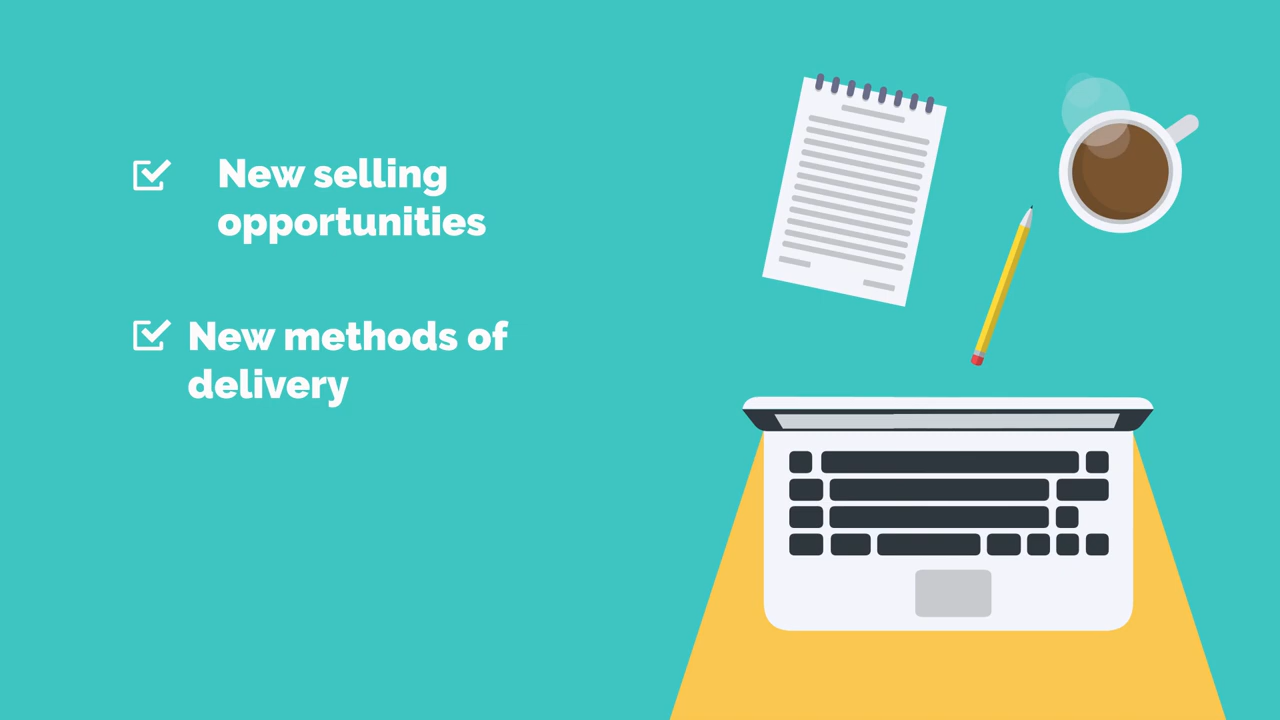 New selling
opportunities
New methods of
delivery